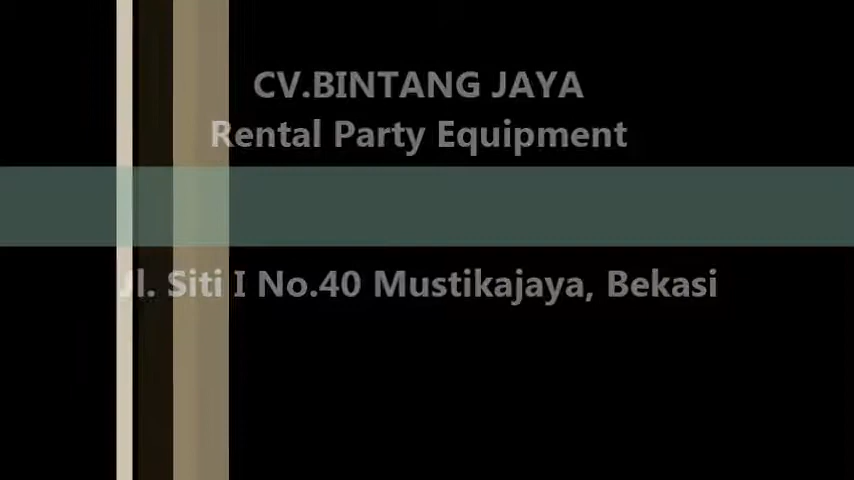 CV.BINTANG JAYA
Rental Party Equipment
Jl. Siti I No.40 Mustikajaya, Bekasi